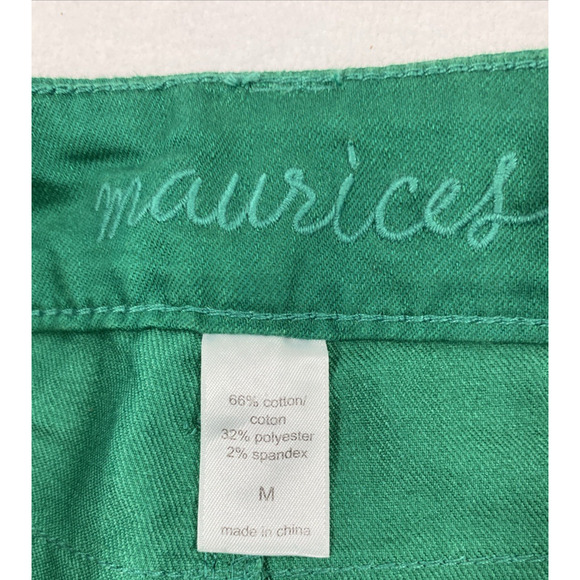 maurices
66% cotton/
coton
32% polyester
2% spandex
M
made in china